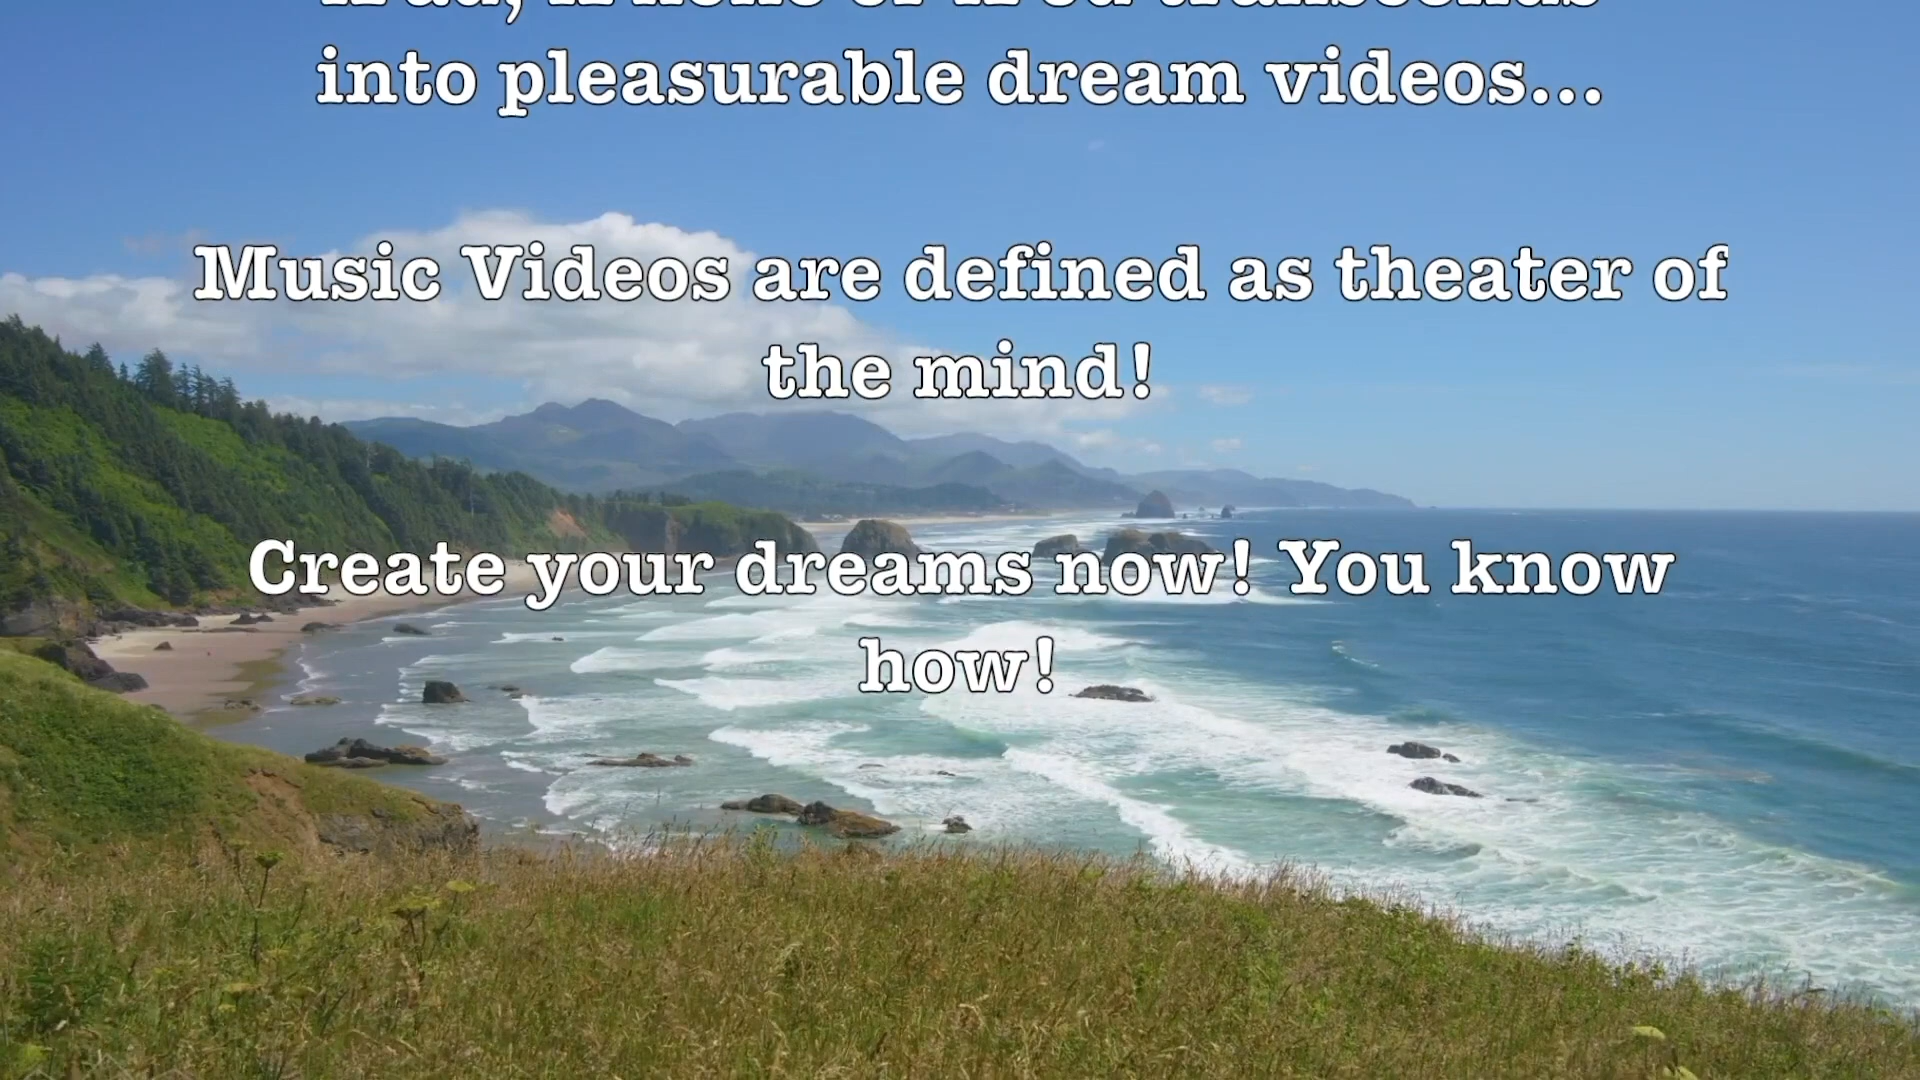 into pleasurable dream videos...
Music Videos are defined as theater of
the mind!
Create your dreams now! You know
how!